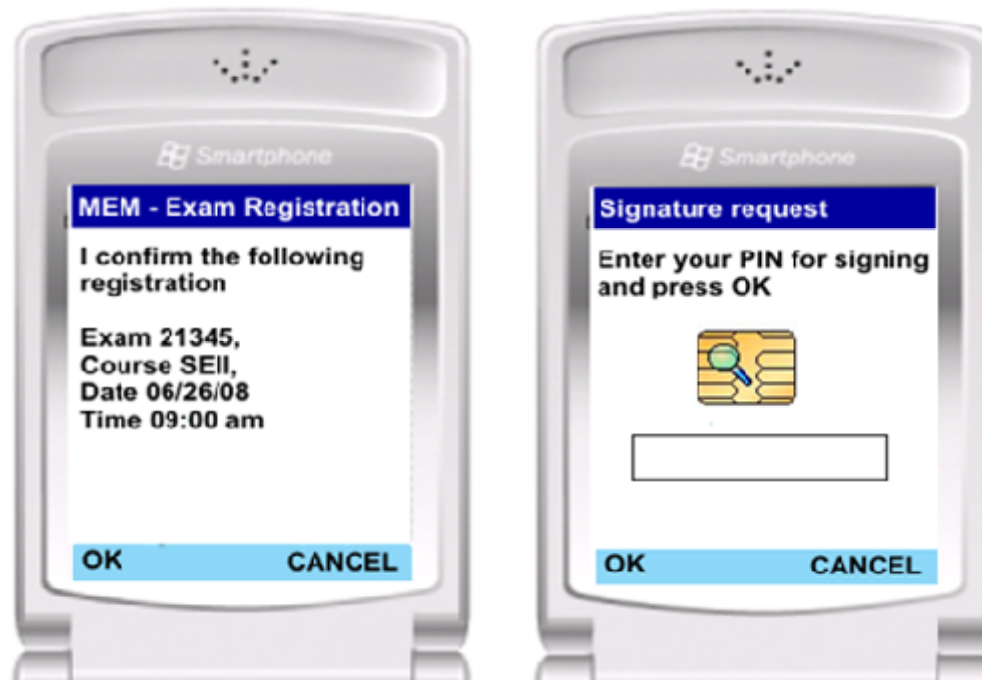 Smartphone
MEM - Exam Registration
I confirm the following
registration
Exam 21345,
Course SEII,
Date 06/26/08
Time 09:00 am
OK CANCEL
Smartphone
Signature request
Enter your PIN for signing
and press OK
OK CANCEL